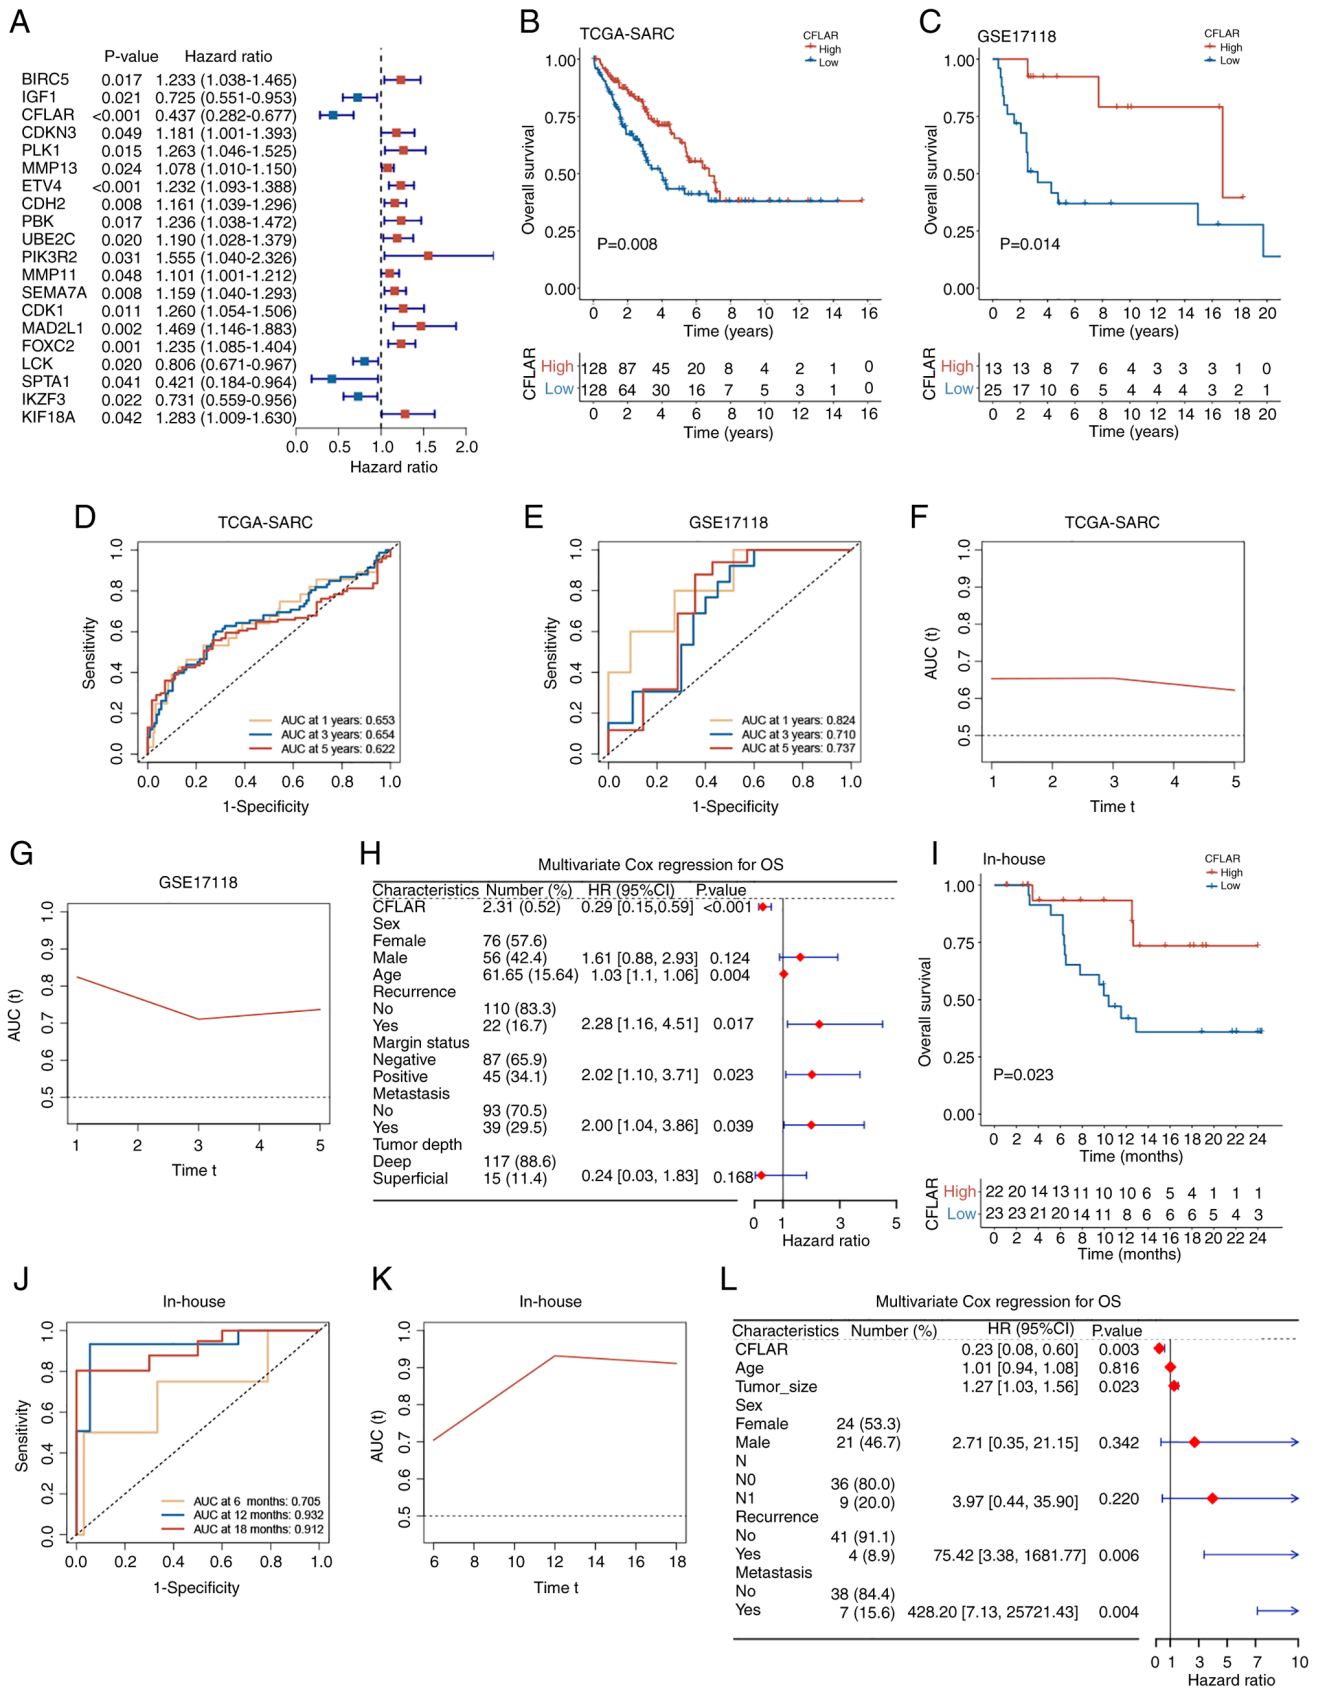 A
P-value Hazard ratio
BIRC5 0.017 1.233 (1.038-1.465)
IGF1 0.021 0.725 (0.551-0.953)
CFLAR <0.001 0.437 (0.282-0.677)
CDKN3 0.049 1.181 (1.001-1.393)
PLK1 0.015 1.263 (1.046-1.525)
MMP13 0.024 1.078 (1.010-1.150)
ETV4 <0.001 1.232 (1.093-1.388)
CDH2 0.008 1.161 (1.039-1.296)
PBK 0.017 1.236 (1.038-1.472)
UBE2C 0.020 1.190 (1.028-1.379)
PIK3R2 0.031 1.555 (1.040-2.326)
MMP11 0.048 1.101 (1.001-1.212)
SEMA7A 0.008 1.159 (1.040-1.293)
CDK1 0.011 1.260 (1.054-1.506)
MAD2L1 0.002 1.469 (1.146-1.883)
FOXC2 0.001 1.235 (1.085-1.404)
LCK 0.020 0.806 (0.671-0.967)
SPTA1 0.041 0.421 (0.184-0.964)
IKZF3 0.022 0.731 (0.559-0.956)
KIF18A 0.042 1.283 (1.009-1.630)
0.0 0.5 1.0 1.5 2.0
Hazard ratio
B
TCGA-SARC
CFLAR
High
Low
Overall survival
1.00
0.75
0.50
0.25
0.00
P=0.008
0 2 4 6 8 10 12 14 16
Time (years)
CFLAR
High 128 87 45 20 8 4 2 1 0
Low 128 64 30 16 7 5 3 1 0
0 2 4 6 8 10 12 14 16
Time (years)
C
GSE17118
CFLAR
High
Low
Overall survival
1.00
0.75
0.50
0.25
0.00
P=0.014
0 2 4 6 8 10 12 14 16 18 20
Time (years)
CFLAR
High 13 13 8 7 6 4 3 3 3 1 0
Low 25 17 10 6 5 4 4 4 3 2 1
0 2 4 6 8 10 12 14 16 18 20
Time (years)
D
TCGA-SARC
Sensitivity
1.0
0.8
0.6
0.4
0.2
0.0
AUC at 1 years: 0.653
AUC at 3 years: 0.654
AUC at 5 years: 0.622
0.0 0.2 0.4 0.6 0.8 1.0
1-Specificity
E
GSE17118
Sensitivity
1.0
0.8
0.6
0.4
0.2
0.0
AUC at 1 years: 0.824
AUC at 3 years: 0.710
AUC at 5 years: 0.737
0.0 0.2 0.4 0.6 0.8 1.0
1-Specificity
F
TCGA-SARC
AUC (t)
1.0
0.9
0.8
0.7
0.6
0.5
1 2 3 4 5
Time t
G
GSE17118
AUC (t)
1.0
0.9
0.8
0.7
0.6
0.5
1 2 3 4 5
Time t
H
Multivariate Cox regression for OS
Characteristics Number (%) HR (95%CI) P.value
CFLAR 2.31 (0.52) 0.29 [0.15,0.59] <0.001
Sex
Female 76 (57.6)
Male 56 (42.4) 1.61 [0.88, 2.93] 0.124
Age 61.65 (15.64) 1.03 [1.1, 1.06] 0.004
Recurrence
No 110 (83.3)
Yes 22 (16.7) 2.28 [1.16, 4.51] 0.017
Margin status
Negative 87 (65.9)
Positive 45 (34.1) 2.02 [1.10, 3.71] 0.023
Metastasis
No 93 (70.5)
Yes 39 (29.5) 2.00 [1.04, 3.86] 0.039
Tumor depth
Deep 117 (88.6)
Superficial 15 (11.4) 0.24 [0.03, 1.83] 0.168
0 1 3 5
Hazard ratio
I
In-house
CFLAR
High
Low
Overall survival
1.00
0.75
0.50
0.25
0.00
P=0.023
0 2 4 6 8 10 12 14 16 18 20 22 24
Time (months)
CFLAR
High 22 20 14 13 11 10 10 6 5 4 1 1 1
Low 23 23 21 20 14 11 8 6 6 6 5 4 3
0 2 4 6 8 10 12 14 16 18 20 22 24
Time (months)
J
In-house
Sensitivity
1.0
0.8
0.6
0.4
0.2
0.0
AUC at 6 months: 0.705
AUC at 12 months: 0.932
AUC at 18 months: 0.912
0.0 0.2 0.4 0.6 0.8 1.0
1-Specificity
K
In-house
AUC (t)
1.0
0.9
0.8
0.7
0.6
0.5
6 8 10 12 14 16 18
Time t
L
Multivariate Cox regression for OS
Characteristics Number (%) HR (95%CI) P.value
CFLAR 0.23 [0.08, 0.60] 0.003
Age 1.01 [0.94, 1.08] 0.816
Tumor_size 1.27 [1.03, 1.56] 0.023
Sex
Female 24 (53.3)
Male 21 (46.7) 2.71 [0.35, 21.15] 0.342
N
N0 36 (80.0)
N1 9 (20.0) 3.97 [0.44, 35.90] 0.220
Recurrence
No 41 (91.1)
Yes 4 (8.9) 75.42 [3.38, 1681.77] 0.006
Metastasis
No 38 (84.4)
Yes 7 (15.6) 428.20 [7.13, 25721.43] 0.004
0 1 3 5 7 10
Hazard ratio